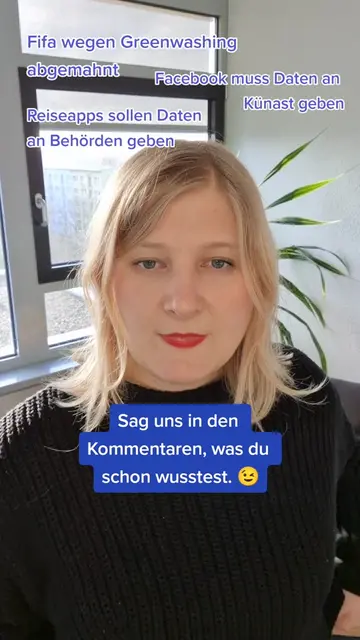 Fifa wegen Greenwashing
abgemahnt
Facebook muss Daten an
Künast geben
Reiseapps sollen Daten
an Behörden geben
Sag uns in den
Kommentaren, was du
schon wusstest. 😉